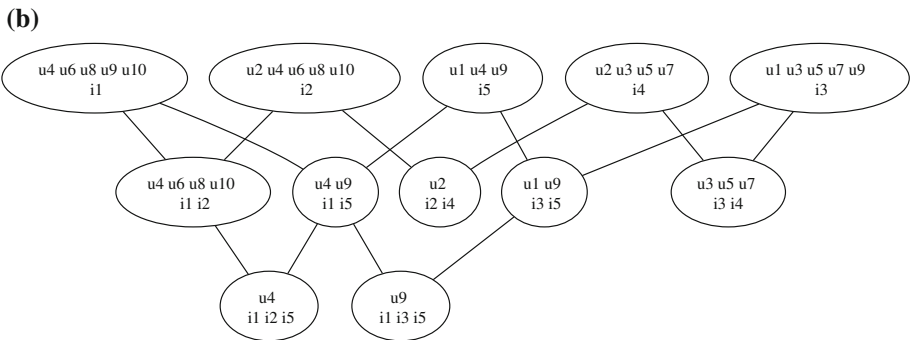 (b)
u4 u6 u8 u9 u10
i1
u2 u4 u6 u8 u10
i2
u1 u4 u9
i5
u2 u3 u5 u7
i4
u1 u3 u5 u7 u9
i3
u4 u6 u8 u10
i1 i2
u4 u9
i1 i5
u2
i2 i4
u1 u9
i3 i5
u3 u5 u7
i3 i4
u4
i1 i2 i5
u9
i1 i3 i5